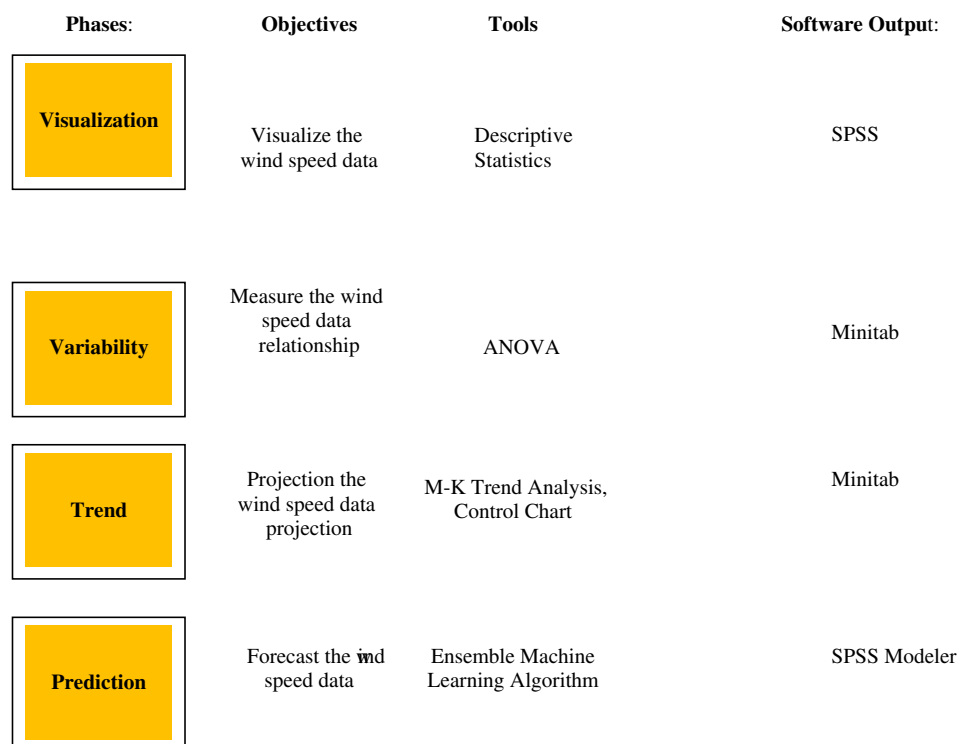 Phases: Objectives Tools Software Output:
Visualization
Visualize the
wind speed data
Descriptive
Statistics
SPSS
Variability
Measure the wind
speed data
relationship
ANOVA
Minitab
Trend
Projection the
wind speed data
projection
M-K Trend Analysis,
Control Chart
Minitab
Prediction
Forecast the wind
speed data
Ensemble Machine
Learning Algorithm
SPSS Modeler